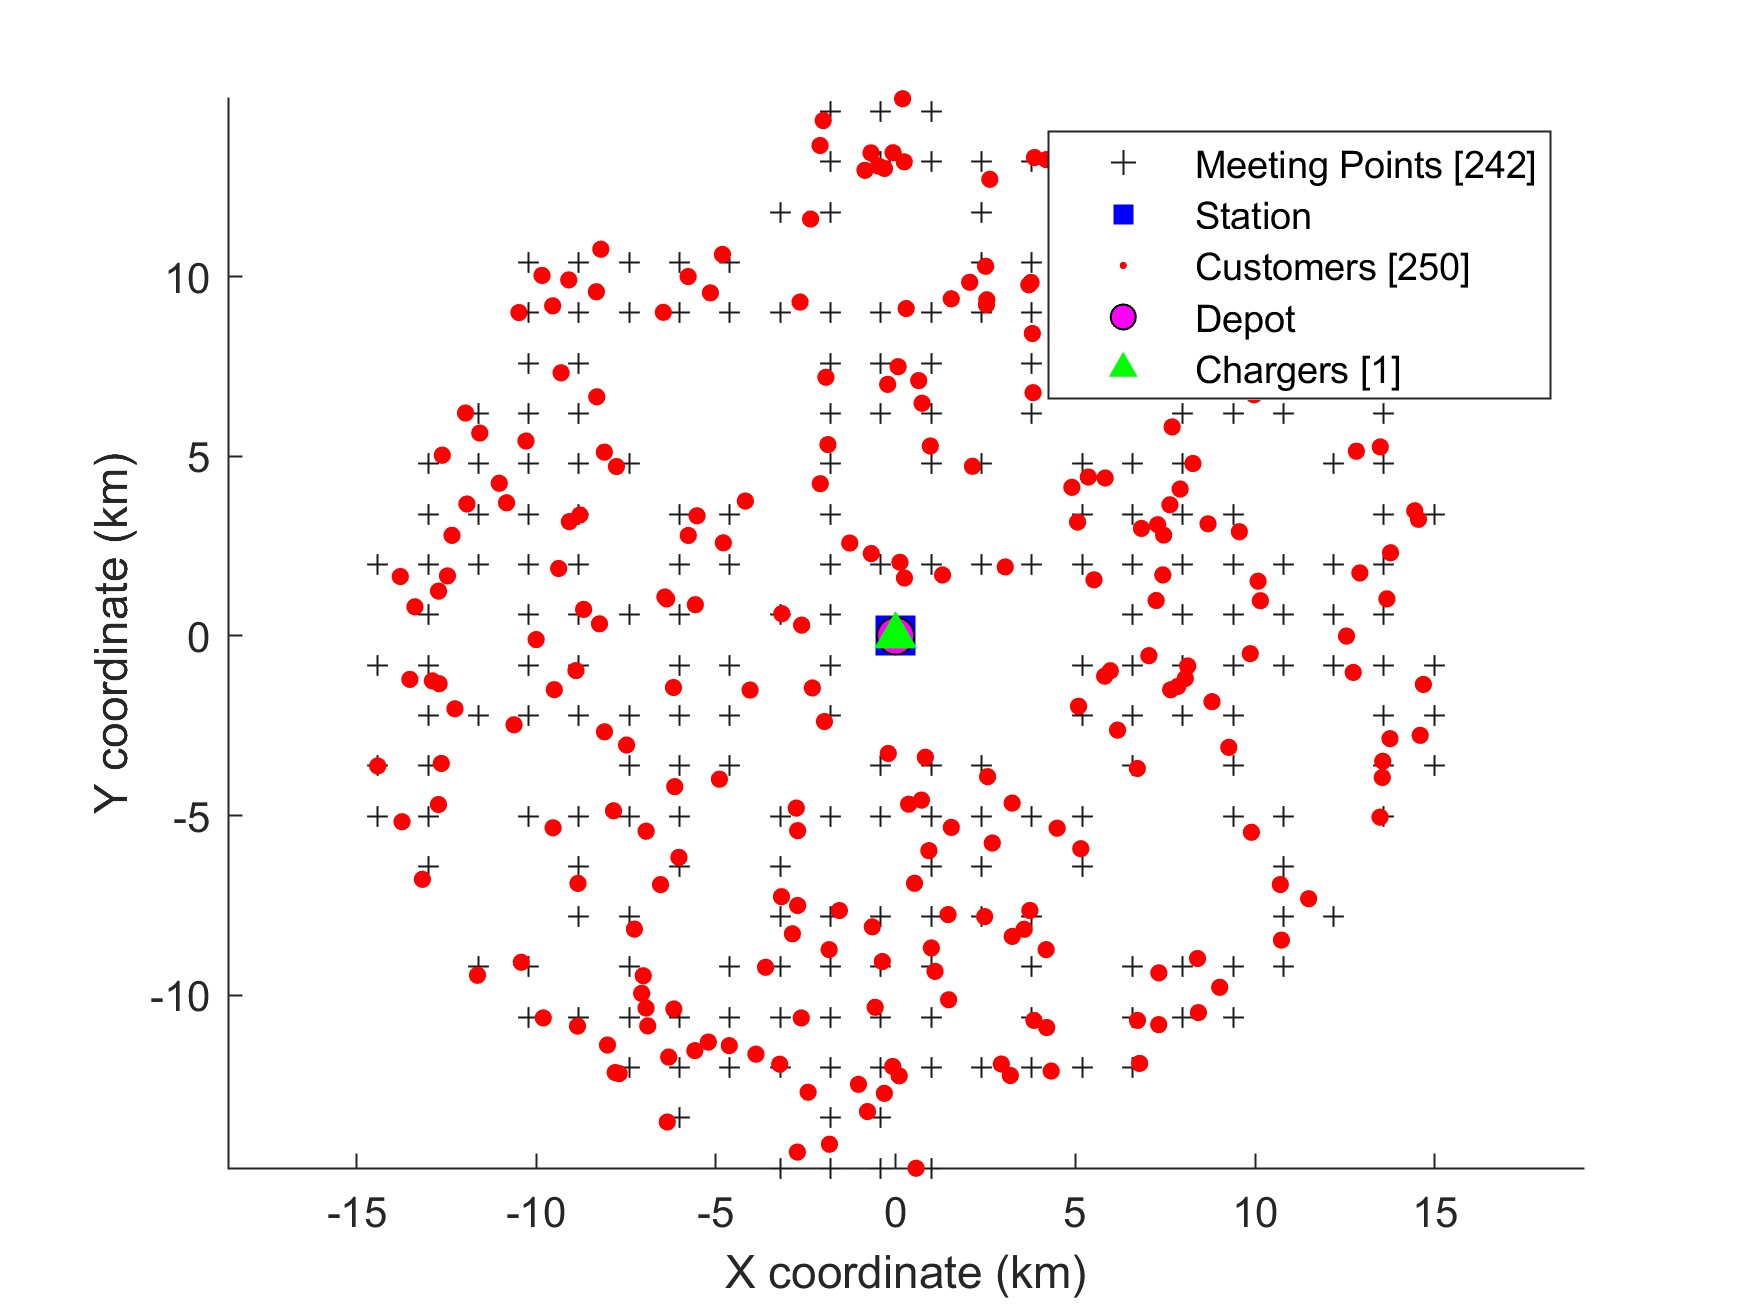 Meeting Points [242]
Station
Customers [250]
Depot
Chargers [1]
10
5
0
-5
-10
Y coordinate (km)
-15 -10 -5 0 5 10 15
X coordinate (km)